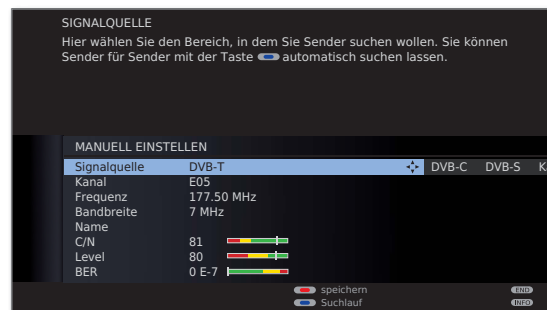 SIGNALQUELLE
Hier wählen Sie den Bereich, in dem Sie Sender suchen wollen. Sie können
Sender für Sender mit der Taste automatisch suchen lassen.
MANUELL EINSTELLEN
Signalquelle DVB-T DVB-C DVB-S K
Kanal E05
Frequenz 177.50 MHz
Bandbreite 7 MHz
Name
C/N 81
Level 80
BER 0 E-7
speichern END
Suchlauf INFO